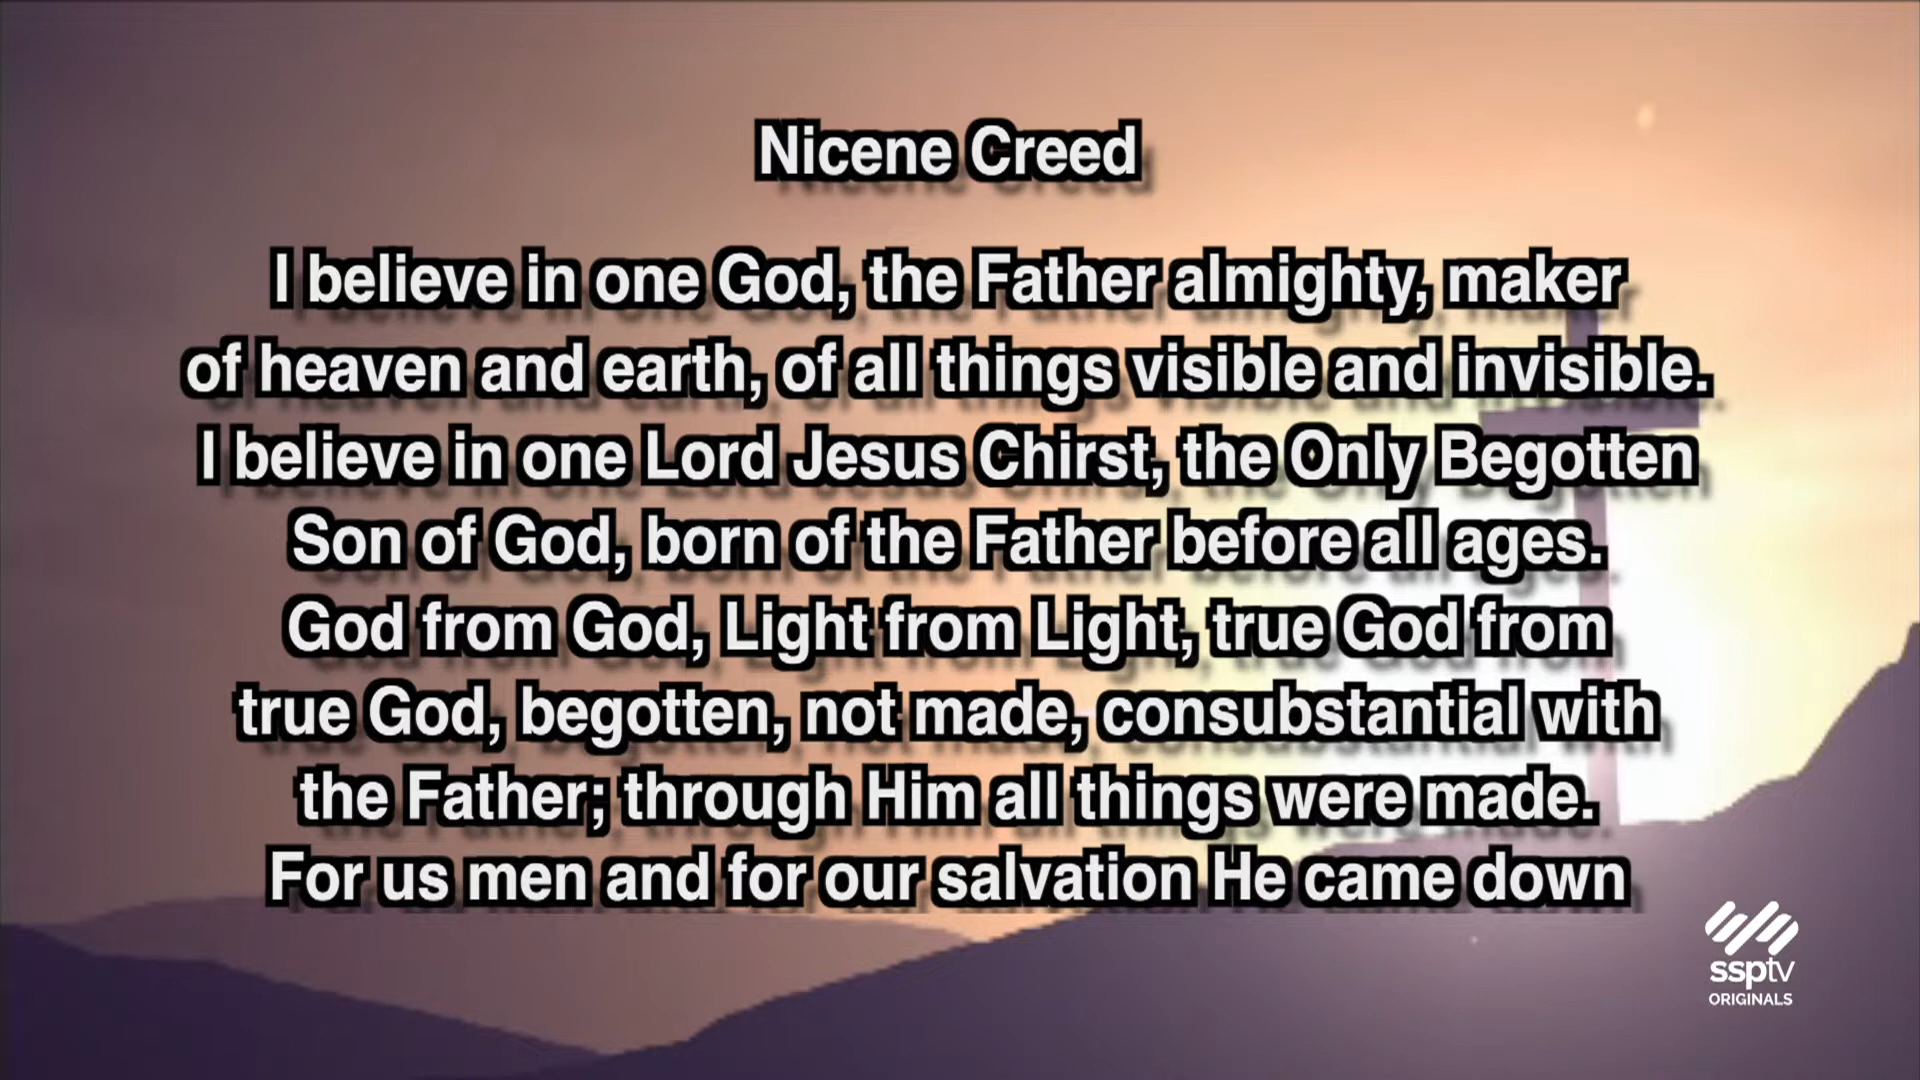 Nicene Creed
I believe in one God, the Father almighty, maker
of heaven and earth, of all things visible and invisible.
I believe in one Lord Jesus Chirst, the Only Begotten
Son of God, born of the Father before all ages.
God from God, Light from Light, true God from
true God, begotten, not made, consubstantial with
the Father; through Him all things were made.
For us men and for our salvation He came down
ssptv
ORIGINALS